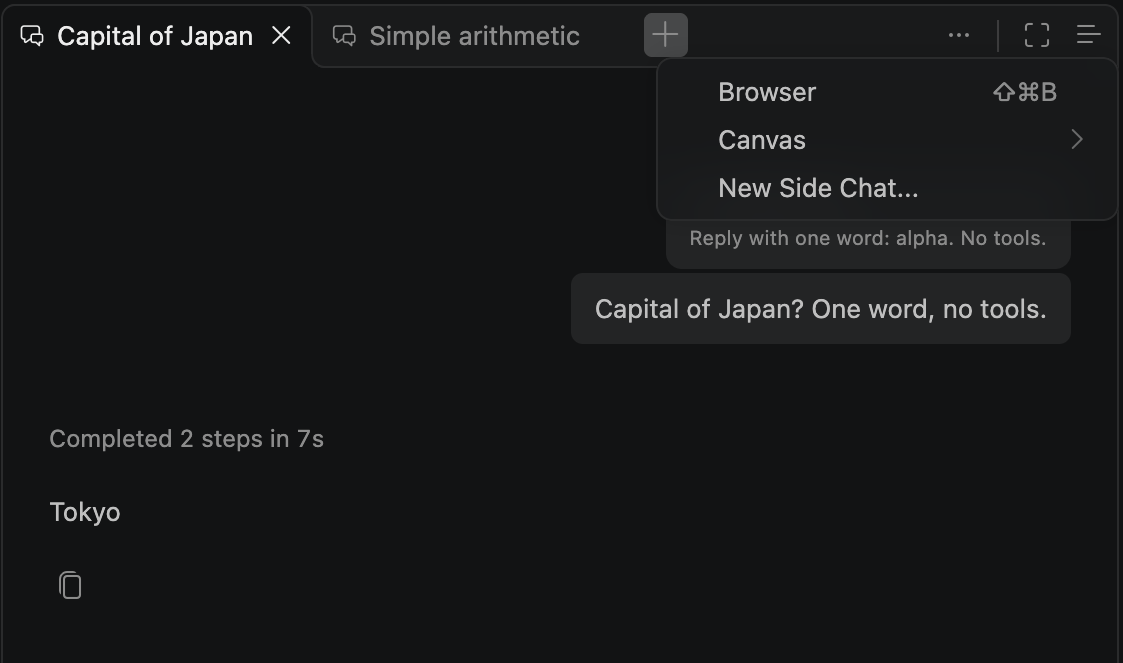 Capital of Japan
Simple arithmetic
Browser ⇧⌘B
Canvas
New Side Chat...
Reply with one word: alpha. No tools.
Capital of Japan? One word, no tools.
Completed 2 steps in 7s
Tokyo